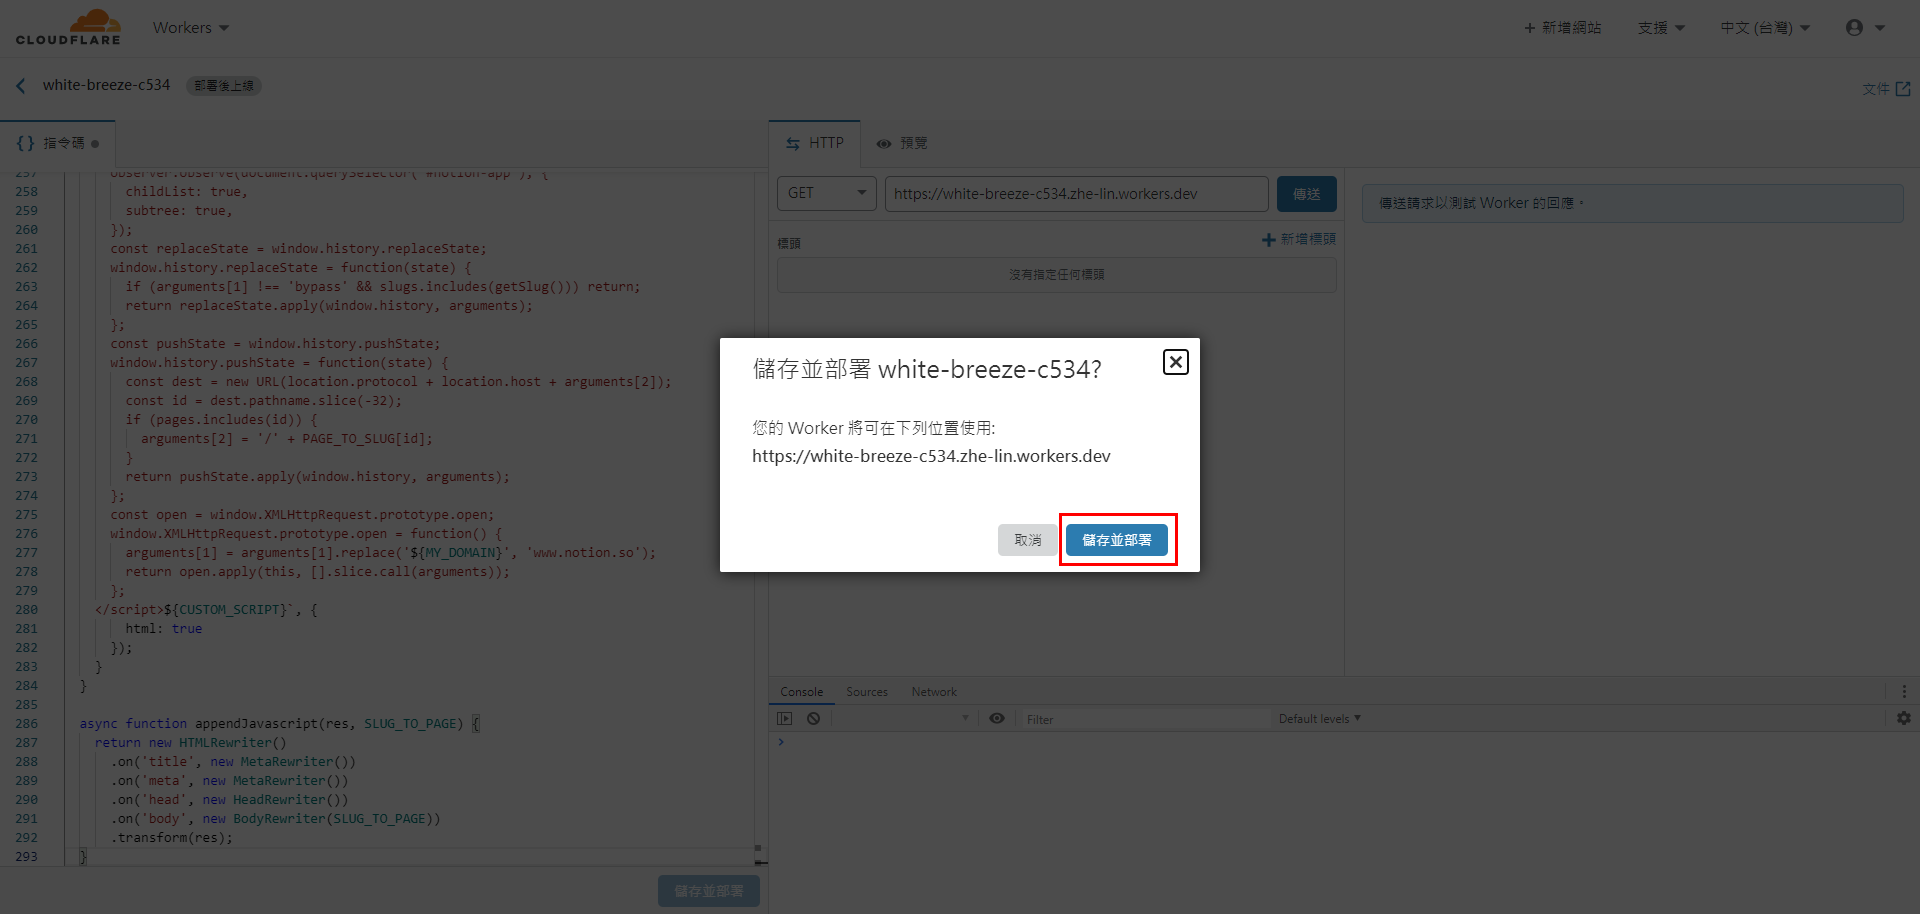 CLOUDFLARE
Workers
新增網站
支援
中文 (台灣)
white-breeze-c534
部署後上線
文件
{} 指令碼
HTTP
預覽
257 observer.observe(document.querySelector('#notion-app'), {
258 childList: true,
259 subtree: true,
260 });
261 const replaceState = window.history.replaceState;
262 window.history.replaceState = function(state) {
263 if (arguments[1] !== 'bypass' && slugs.includes(getSlug())) return;
264 return replaceState.apply(window.history, arguments);
265 };
266 const pushState = window.history.pushState;
267 window.history.pushState = function(state) {
268 const dest = new URL(location.protocol + location.host + arguments[2]);
269 const id = dest.pathname.slice(-32);
270 if (pages.includes(id)) {
271 arguments[2] = '/' + PAGE_TO_SLUG[id];
272 }
273 return pushState.apply(window.history, arguments);
274 };
275 const open = window.XMLHttpRequest.prototype.open;
276 window.XMLHttpRequest.prototype.open = function() {
277 arguments[1] = arguments[1].replace('${MY_DOMAIN}', 'www.notion.so');
278 return open.apply(this, [].slice.call(arguments));
279 };
280 </script>${CUSTOM_SCRIPT}`, {
281 html: true
282 });
283 }
284 }
285
286 async function appendJavascript(res, SLUG_TO_PAGE) {
287 return new HTMLRewriter()
288 .on('title', new MetaRewriter())
289 .on('meta', new MetaRewriter())
290 .on('head', new HeadRewriter())
291 .on('body', new BodyRewriter(SLUG_TO_PAGE))
292 .transform(res);
293 }
儲存並部署
GET
https://white-breeze-c534.zhe-lin.workers.dev
傳送
標頭
新增標頭
沒有指定任何標頭
傳送請求以測試 Worker 的回應。
儲存並部署 white-breeze-c534?
您的 Worker 將可在下列位置使用:
https://white-breeze-c534.zhe-lin.workers.dev
取消
儲存並部署
Console
Sources
Network
Filter
Default levels